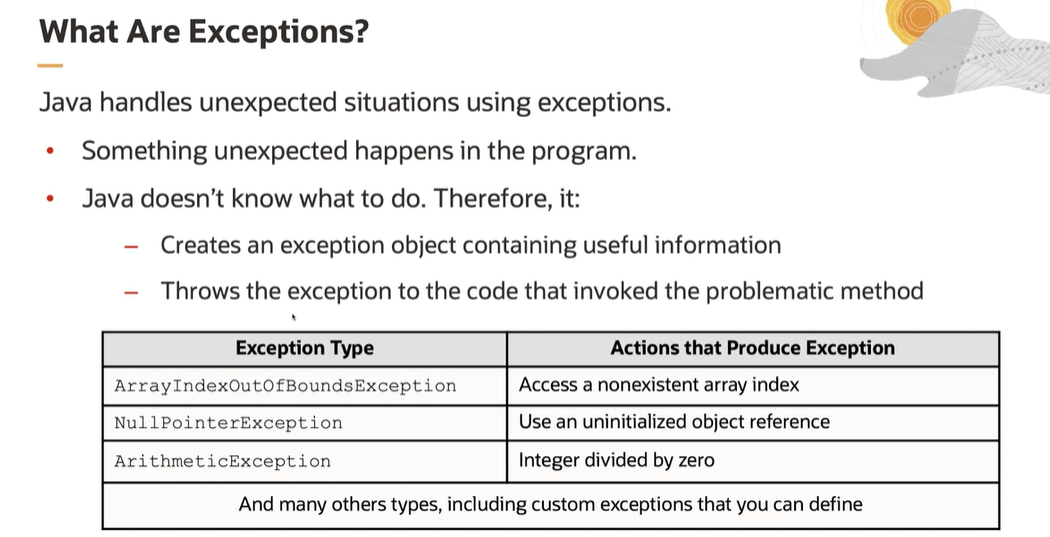 What Are Exceptions?
Java handles unexpected situations using exceptions.
• Something unexpected happens in the program.
• Java doesn't know what to do. Therefore, it:
– Creates an exception object containing useful information
– Throws the exception to the code that invoked the problematic method
Exception Type Actions that Produce Exception
ArrayIndexOutOfBoundsException Access a nonexistent array index
NullPointerException Use an uninitialized object reference
ArithmeticException Integer divided by zero
And many others types, including custom exceptions that you can define